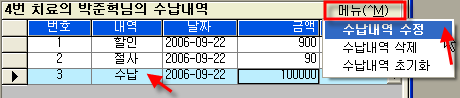 4번 치료의 박준혁님의 수납내역 메뉴(^M)
번호 내역 날짜 금액 수납내역 수정
1 할인 2006-09-22 900 수납내역 삭제
2 절사 2006-09-22 90 수납내역 초기화
3 수납 2006-09-22 100000